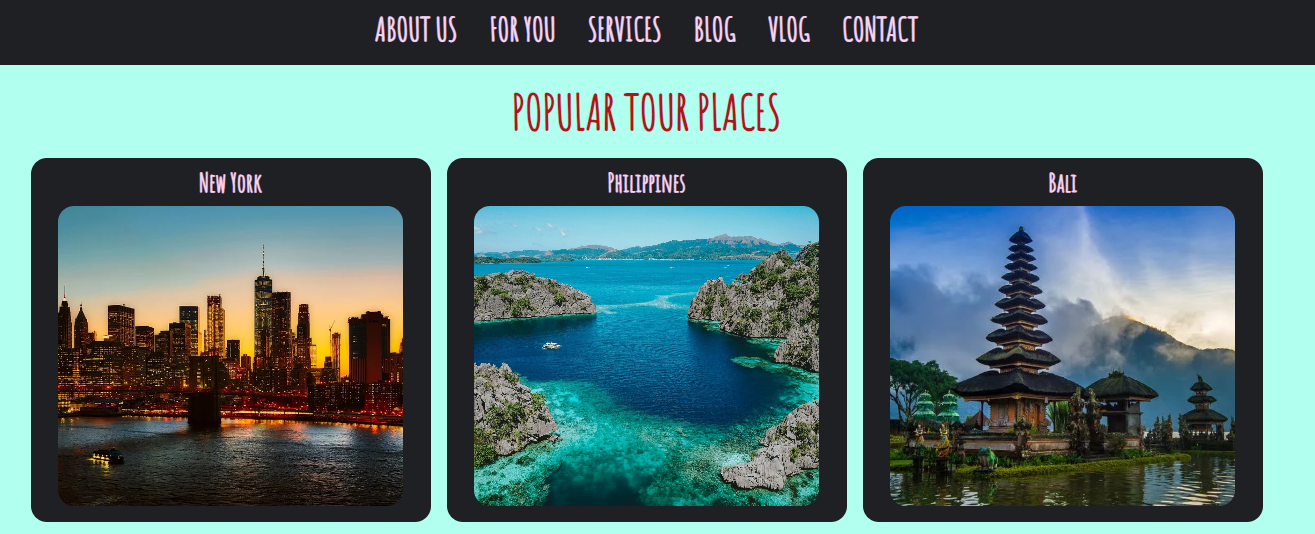 ABOUT US FOR YOU SERVICES BLOG VLOG CONTACT
POPULAR TOUR PLACES
New York Philippines Bali